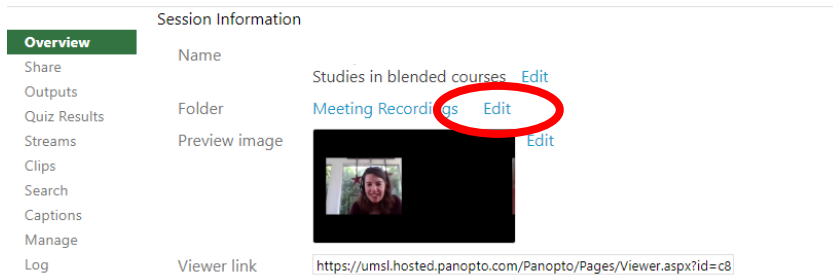 Session Information
Overview
Share
Outputs
Quiz Results
Streams
Clips
Search
Captions
Manage
Log
Name
Studies in blended courses Edit
Folder Meeting Recordings Edit
Preview image Edit
Viewer link https://umsl.hosted.panopto.com/Panopto/Pages/Viewer.aspx?id=c8